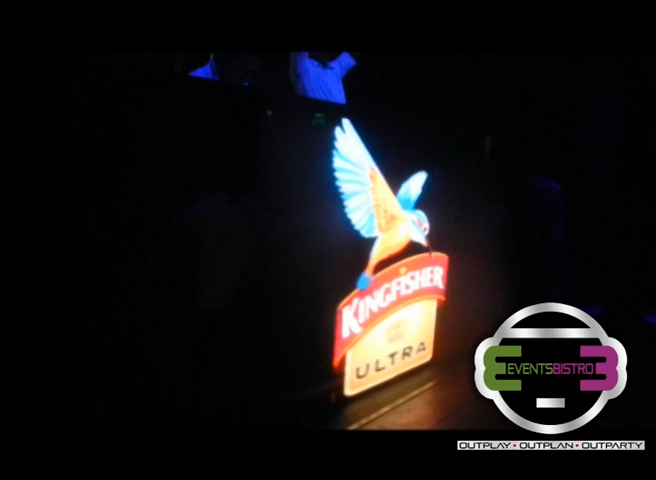 KINGFISHER
ULTRA
EVENTSBISTRO
OUTPLAY • OUTPLAN • OUTPARTY